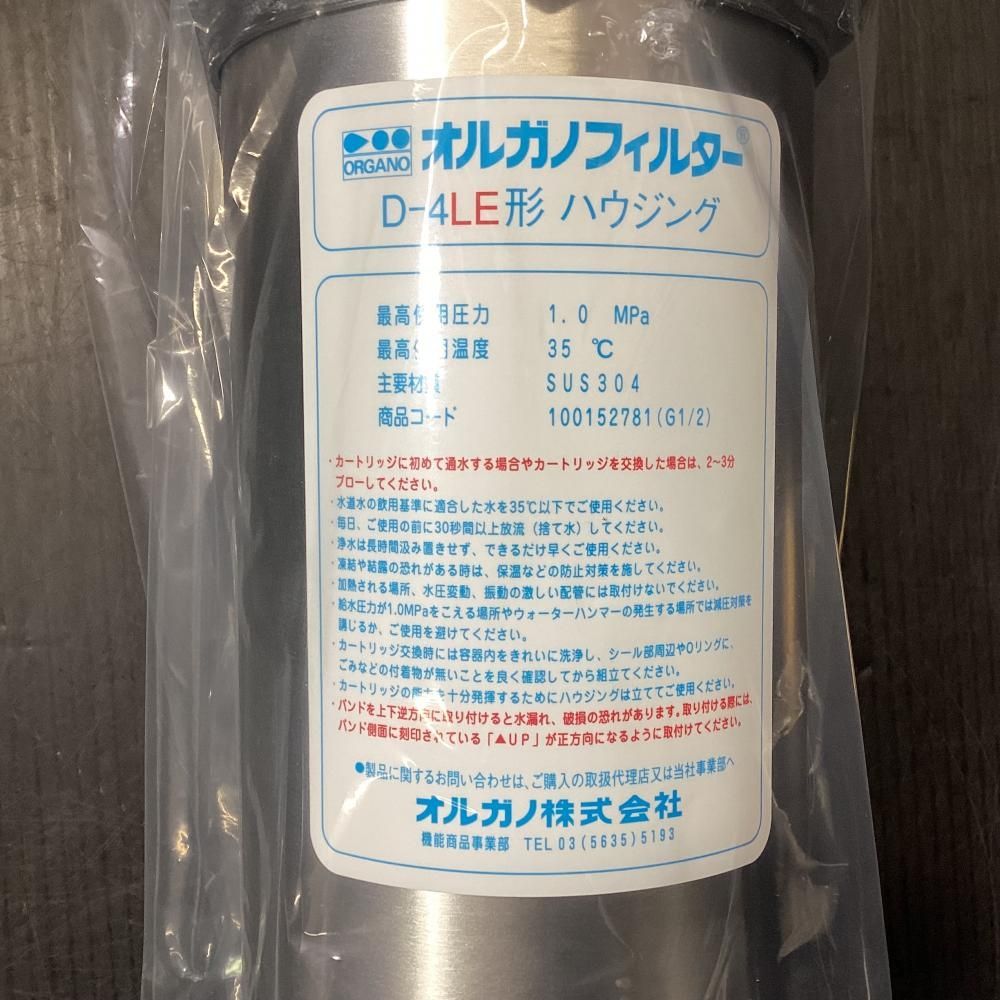 ORGANO オルガノフィルター®
D-4LE形 ハウジング
最高使用圧力 1.0 MPa
最高使用温度 35 ℃
主要材質 SUS304
商品コード 100152781(G1/2)
・カートリッジに初めて通水する場合やカートリッジを交換した場合は、2~3分
ブローしてください。
・水道水の飲用基準に適合した水を35℃以下でご使用ください。
・毎日、ご使用の前に30秒間以上放流(捨て水)してください。
・浄水は長時間汲み置きせず、できるだけ早くご使用ください。
・凍結や結露の恐れがある時は、保温などの防止対策を施してください。
・加熱される場所、水圧変動、振動の激しい配管には取付けないでください。
・給水圧力が1.0MPaをこえる場所やウォーターハンマーの発生する場所では減圧対策を
講じるか、ご使用を避けてください。
・カートリッジ交換時には容器内をきれいに洗浄し、シール部周辺やOリングに、
ごみなどの付着物が無いことを良く確認してから組立てください。
・カートリッジの能力を十分発揮するためにハウジングは立ててご使用ください。
・バンドを上下逆方向に取り付けると水漏れ、破損の恐れがあります。取り付ける際には、
バンド側面に刻印されている「▲UP」が正方向になるように取付けてください。
●製品に関するお問い合わせは、ご購入の取扱代理店又は当社事業部へ
オルガノ株式会社
機能商品事業部 TEL 03(5635)5193